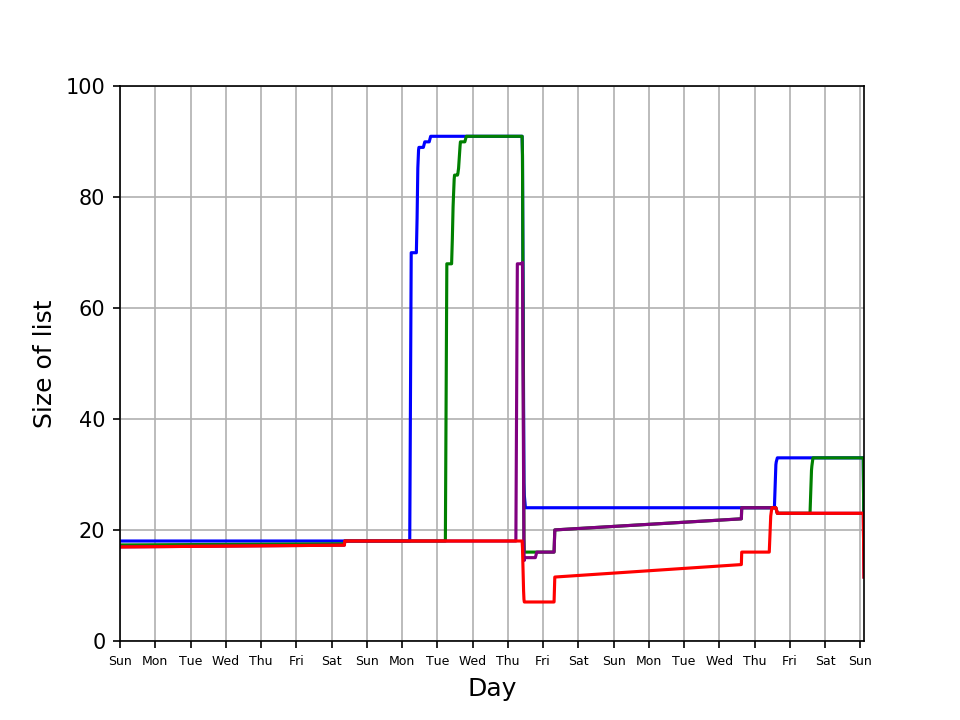 100
80
60
40
20
0
Size of list
Sun Mon Tue Wed Thu Fri Sat Sun Mon Tue Wed Thu Fri Sat Sun Mon Tue Wed Thu Fri Sat Sun
Day